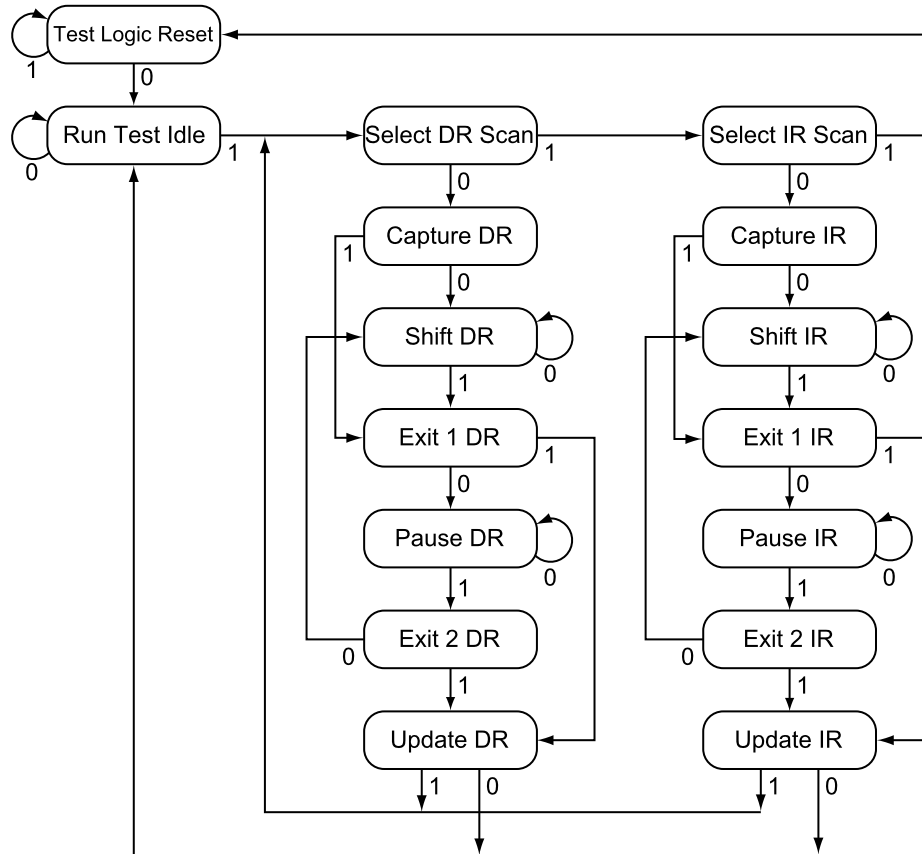 Test Logic Reset
1
0
Run Test Idle
0
1
Select DR Scan
1
Select IR Scan
1
0
0
Capture DR
1
0
Capture IR
1
0
Shift DR
0
1
Shift IR
0
1
Exit 1 DR
1
0
Exit 1 IR
1
0
Pause DR
0
1
Pause IR
0
1
Exit 2 DR
0
1
Exit 2 IR
0
1
Update DR
1
0
Update IR
1
0